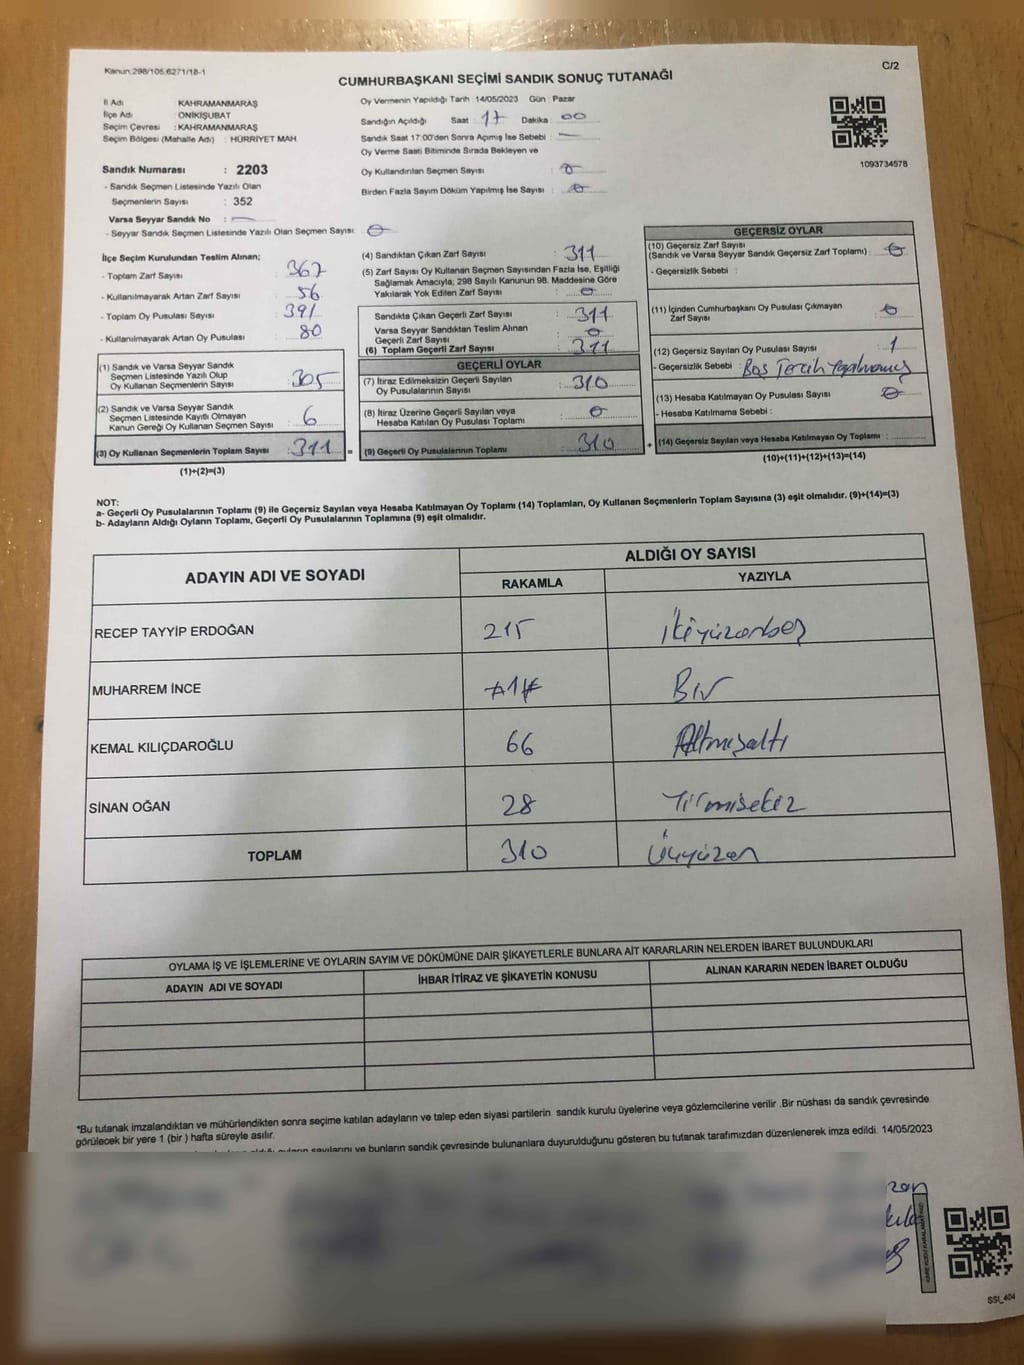 Kanun.298/105,6271/18-1
C/2
CUMHURBAŞKANI SEÇİMİ SANDIK SONUÇ TUTANAĞI
İl Adı KAHRAMANMARAŞ
İlçe Adı ONİKİŞUBAT
Seçim Çevresi : KAHRAMANMARAŞ
Seçim Bölgesi (Mahalle Adı) : HÜRRİYET MAH
Oy Vermenin Yapıldığı Tarih :14/05/2023 Gün : Pazar
Sandığın Açıldığı Saat : 17 Dakika : 00
Sandık Saat 17:00'den Sonra Açımış İse Sebebi : —
Oy Verme Saati Bitiminde Sırada Bekleyen ve
Oy Kullandırılan Seçmen Sayısı : 0
Birden Fazla Sayım Döküm Yapılmış İse Sayısı : 0
1093734578
Sandık Numarası : 2203
- Sandık Seçmen Listesinde Yazılı Olan
Seçmenlerin Sayısı : 352
Varsa Seyyar Sandık No : —
- Seyyar Sandık Seçmen Listesinde Yazılı Olan Seçmen Sayısı: 0
İlçe Seçim Kurulundan Teslim Alınan;
- Toplam Zarf Sayısı : 367
- Kullanılmayarak Artan Zarf Sayısı : 56
- Toplam Oy Pusulası Sayısı : 391
- Kullanılmayarak Artan Oy Pusulası : 80
(1) Sandık ve Varsa Seyyar Sandık
Seçmen Listesinde Yazılı Olup
Oy Kullanan Seçmenlerin Sayısı : 305
(2) Sandık ve Varsa Seyyar Sandık
Seçmen Listesinde Kayıtlı Olmayan
Kanun Gereği Oy Kullanan Seçmen Sayısı : 6
(3) Oy Kullanan Seçmenlerin Toplam Sayısı : 311 =
(1)+(2)=(3)
(4) Sandıktan Çıkan Zarf Sayısı : 311
(5) Zarf Sayısı Oy Kullanan Seçmen Sayısından Fazla İse, Eşitliği
Sağlamak Amacıyla; 298 Sayılı Kanunun 98. Maddesine Göre
Yakılarak Yok Edilen Zarf Sayısı : 0
Sandıkta Çıkan Geçerli Zarf Sayısı : 311
Varsa Seyyar Sandıktan Teslim Alınan
Geçerli Zarf Sayısı : 0
(6) Toplam Geçerli Zarf Sayısı : 311
GEÇERLİ OYLAR
(7) İtiraz Edilmeksizin Geçerli Sayılan
Oy Pusulalarının Sayısı : 310
(8) İtiraz Üzerine Geçerli Sayılan veya
Hesaba Katılan Oy Pusulası Toplamı : 0
(9) Geçerli Oy Pusulalarının Toplamı : 310 +
GEÇERSİZ OYLAR
(10) Geçersiz Zarf Sayısı
(Sandık ve Varsa Seyyar Sandık Geçersiz Zarf Toplamı) : 0
- Geçersizlik Sebebi :
(11) İçinden Cumhurbaşkanı Oy Pusulası Çıkmayan
Zarf Sayısı : 0
(12) Geçersiz Sayılan Oy Pusulası Sayısı : 1
- Geçersizlik Sebebi : Boş Tercih Yapılmamış
(13) Hesaba Katılmayan Oy Pusulası Sayısı : 0
- Hesaba Katılmama Sebebi :
(14) Geçersiz Sayılan veya Hesaba Katılmayan Oy Toplamı :
(10)+(11)+(12)+(13)=(14)
NOT:
a- Geçerli Oy Pusulalarının Toplamı (9) ile Geçersiz Sayılan veya Hesaba Katılmayan Oy Toplamı (14) Toplamları, Oy Kullanan Seçmenlerin Toplam Sayısına (3) eşit olmalıdır. (9)+(14)=(3)
b- Adayların Aldığı Oyların Toplamı, Geçerli Oy Pusulalarının Toplamına (9) eşit olmalıdır.
ADAYIN ADI VE SOYADI
ALDIĞI OY SAYISI
RAKAMLA YAZIYLA
RECEP TAYYİP ERDOĞAN 215 İkiyüzonbeş
MUHARREM İNCE #1# Bir
KEMAL KILIÇDAROĞLU 66 Altmışaltı
SİNAN OĞAN 28 Yirmisekiz
TOPLAM 310 Üçyüzon
OYLAMA İŞ VE İŞLEMLERİNE VE OYLARIN SAYIM VE DÖKÜMÜNE DAİR ŞİKAYETLERLE BUNLARA AİT KARARLARIN NELERDEN İBARET BULUNDUKLARI
ADAYIN ADI VE SOYADI İHBAR İTİRAZ VE ŞİKAYETİN KONUSU ALINAN KARARIN NEDEN İBARET OLDUĞU
*Bu tutanak imzalandıktan ve mühürlendikten sonra seçime katılan adayların ve talep eden siyasi partilerin sandık kurulu üyelerine veya gözlemcilerine verilir .Bir nüshası da sandık çevresinde
görülecek bir yere 1 (bir ) hafta süreyle asılır.
oyların sayılarını ve bunların sandık çevresinde bulunanlara duyurulduğunu gösteren bu tutanak tarafımızdan düzenlenerek imza edildi. 14/05/2023
SSİ_404